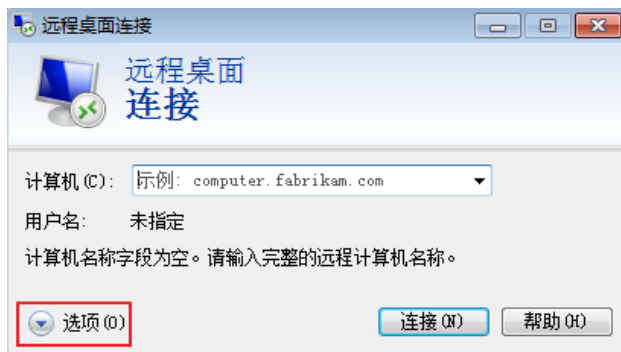 远程桌面连接
远程桌面
连接
计算机(C): 示例: computer.fabrikam.com
用户名: 未指定
计算机名称字段为空。请输入完整的远程计算机名称。
选项(O) 连接(N) 帮助(H)